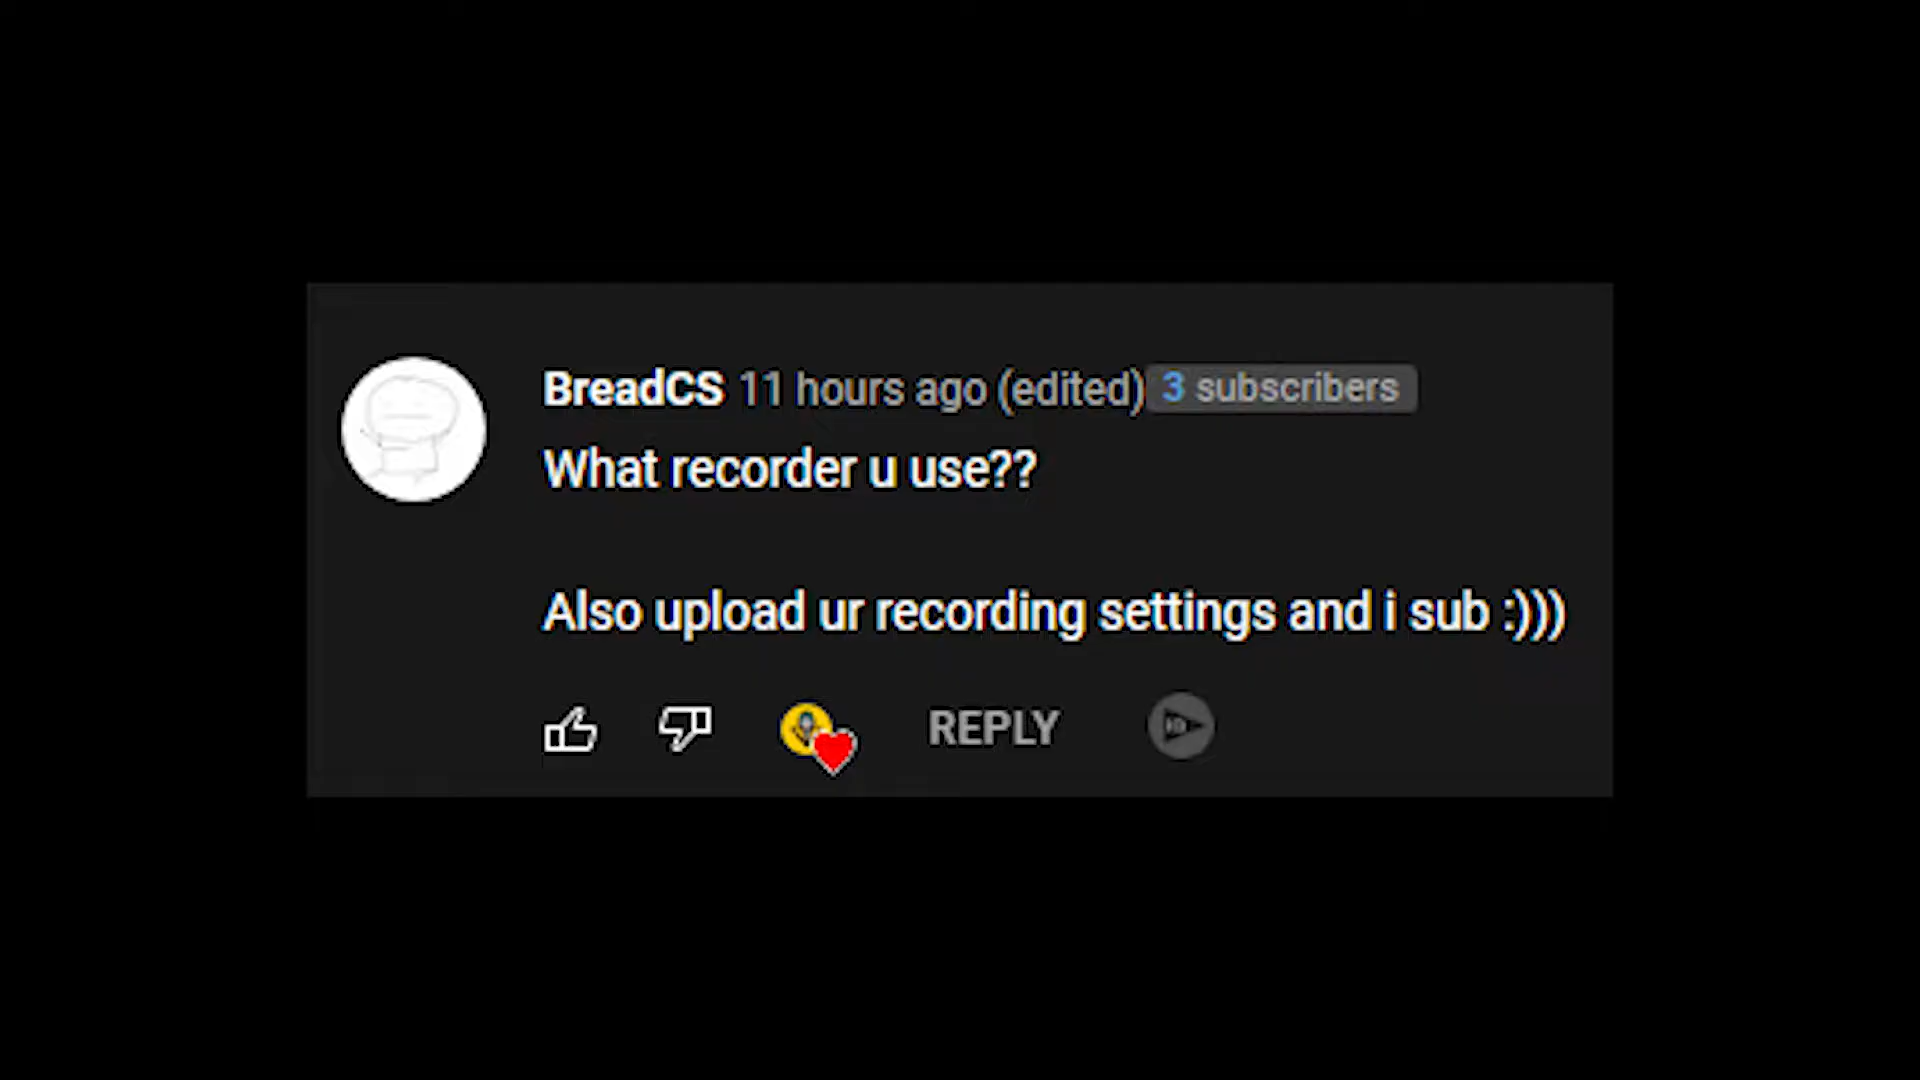 BreadCS 11 hours ago (edited) 3 subscribers
What recorder u use??
Also upload ur recording settings and i sub :)))
REPLY